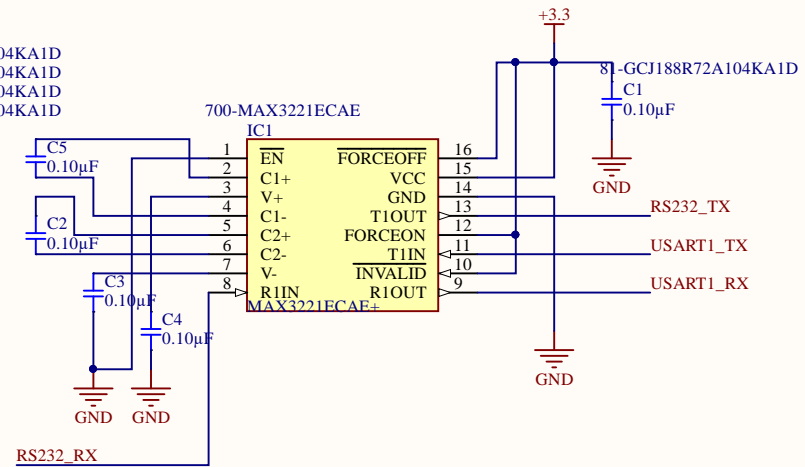 +3.3
04KA1D
04KA1D
04KA1D
04KA1D
81-GCJ188R72A104KA1D
C1
0.10µF
GND
700-MAX3221ECAE
IC1
C5
0.10µF
C2
0.10µF
C3
0.10µF
C4
0.10µF
1 EN FORCEOFF 16
2 C1+ VCC 15
3 V+ GND 14
4 C1- T1OUT 13
5 C2+ FORCEON 12
6 C2- T1IN 11
7 V- INVALID 10
8 R1IN R1OUT 9
MAX3221ECAE+
RS232_TX
USART1_TX
USART1_RX
GND
GND
GND
RS232_RX